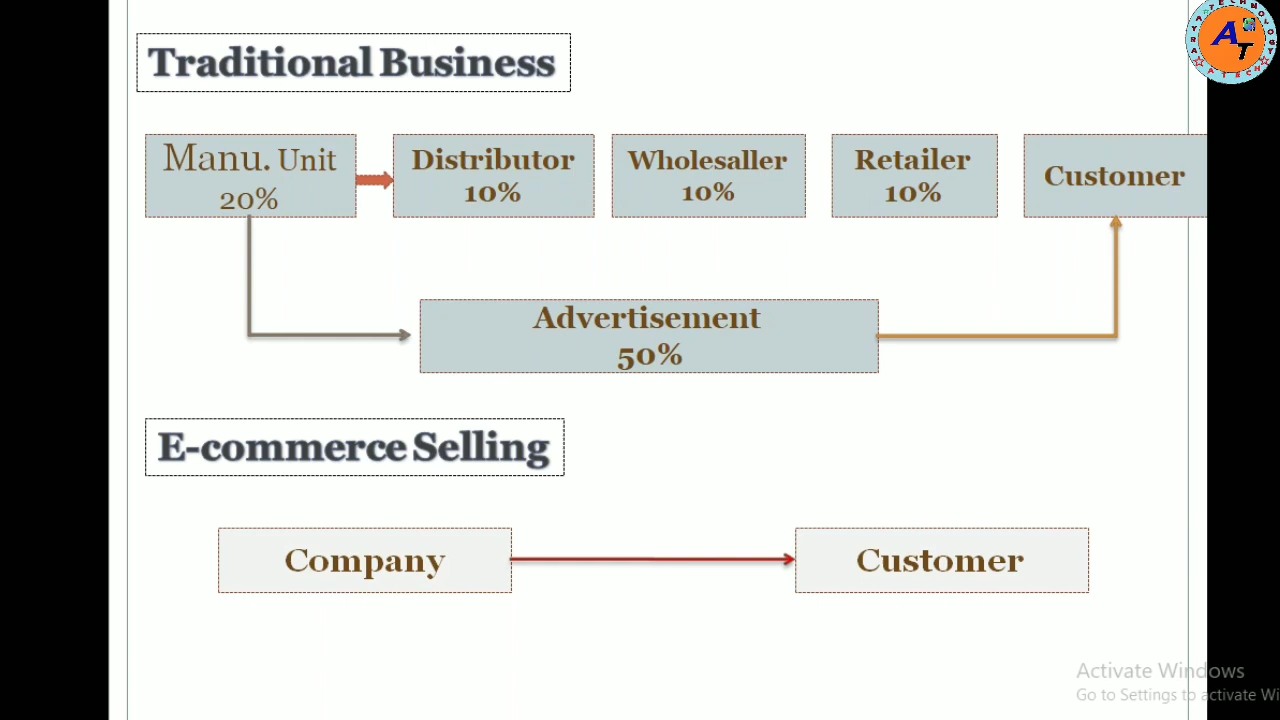 Traditional Business
Manu. Unit
20%
Distributor
10%
Wholesaller
10%
Retailer
10%
Customer
Advertisement
50%
E-commerce Selling
Company
Customer
Activate Windows
Go to Settings to activate Wi
AT